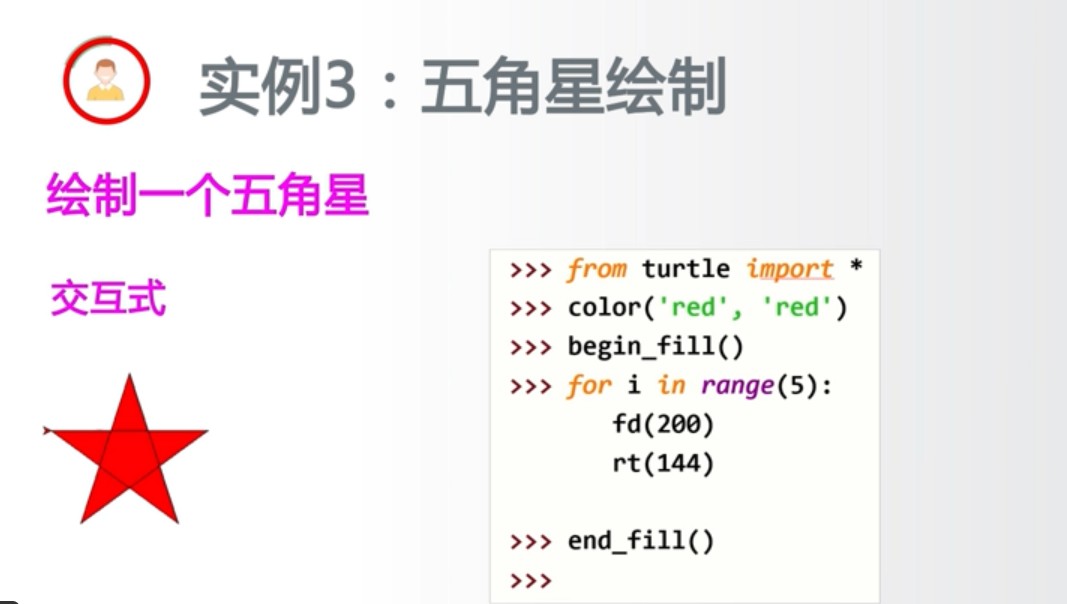 实例3：五角星绘制
绘制一个五角星
交互式
>>> from turtle import *
>>> color('red', 'red')
>>> begin_fill()
>>> for i in range(5):
        fd(200)
        rt(144)
>>> end_fill()
>>>